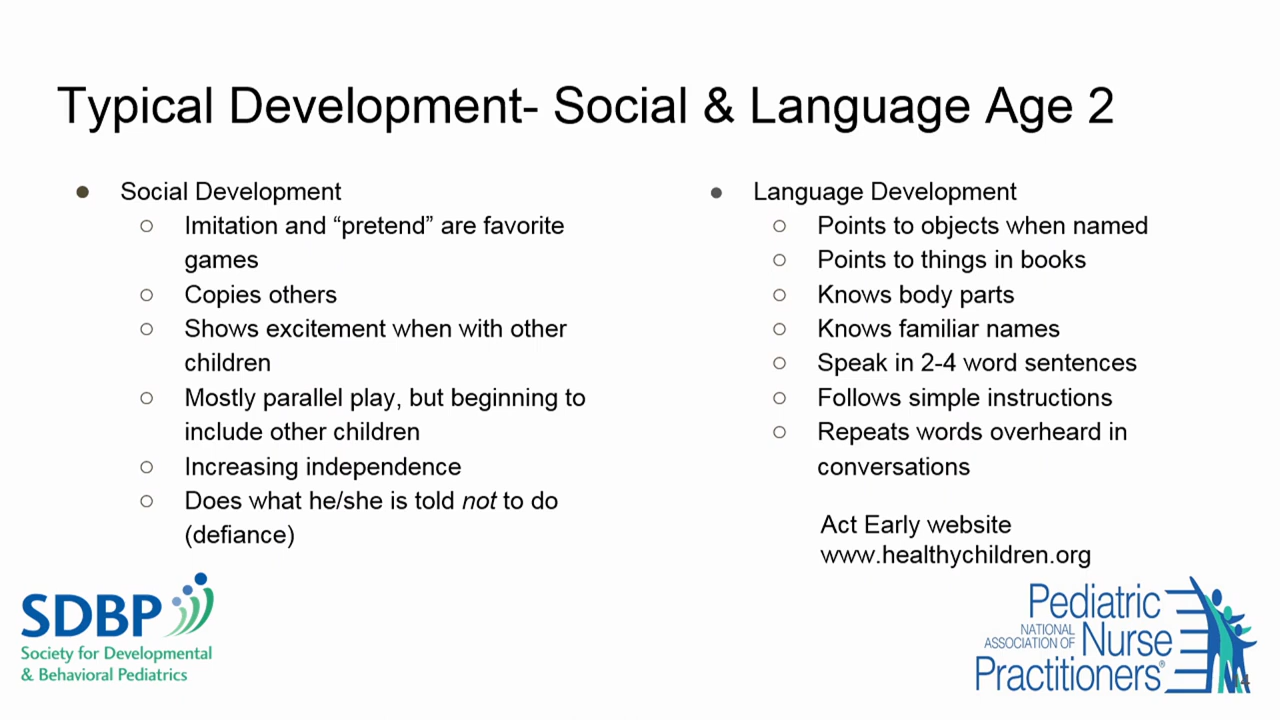 Typical Development- Social & Language Age 2
● Social Development
○ Imitation and “pretend” are favorite
games
○ Copies others
○ Shows excitement when with other
children
○ Mostly parallel play, but beginning to
include other children
○ Increasing independence
○ Does what he/she is told not to do
(defiance)
● Language Development
○ Points to objects when named
○ Points to things in books
○ Knows body parts
○ Knows familiar names
○ Speak in 2-4 word sentences
○ Follows simple instructions
○ Repeats words overheard in
conversations
Act Early website
www.healthychildren.org
SDBP
Society for Developmental
& Behavioral Pediatrics
Pediatric
NATIONAL
ASSOCIATION OF
Nurse
Practitioners®